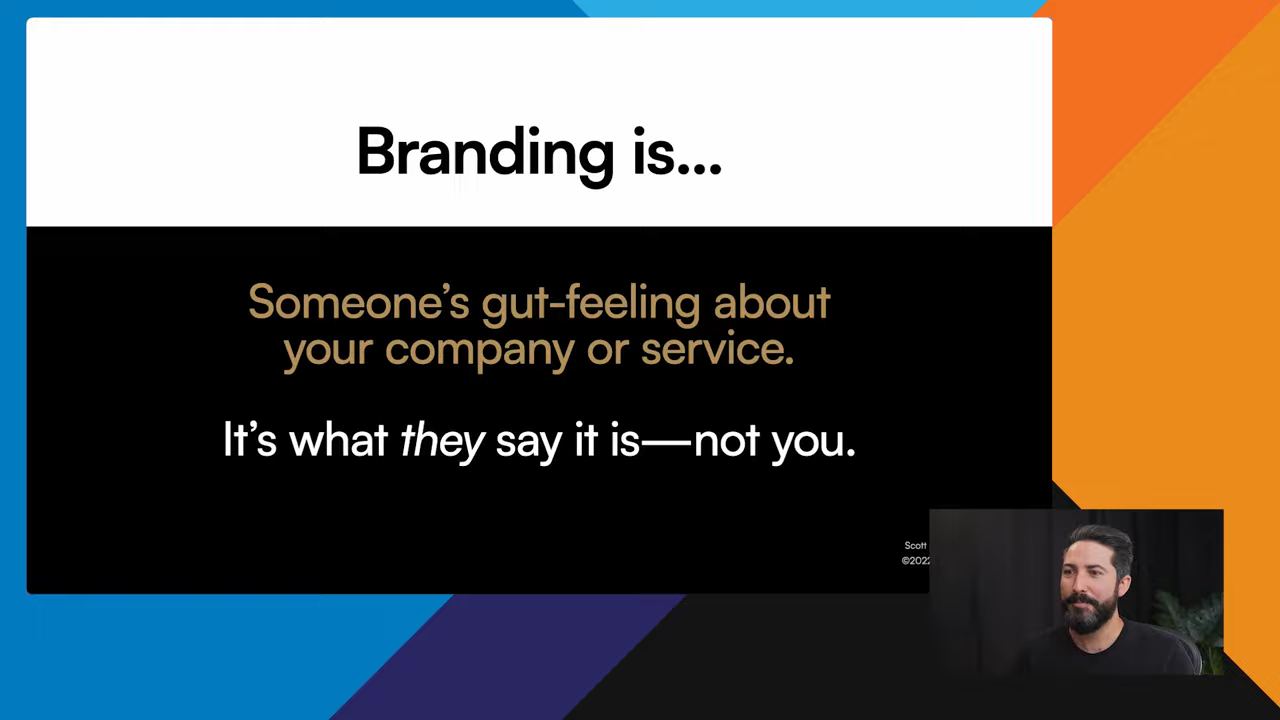 Branding is...
Someone’s gut-feeling about
your company or service.
It’s what they say it is—not you.
Scott
©2022